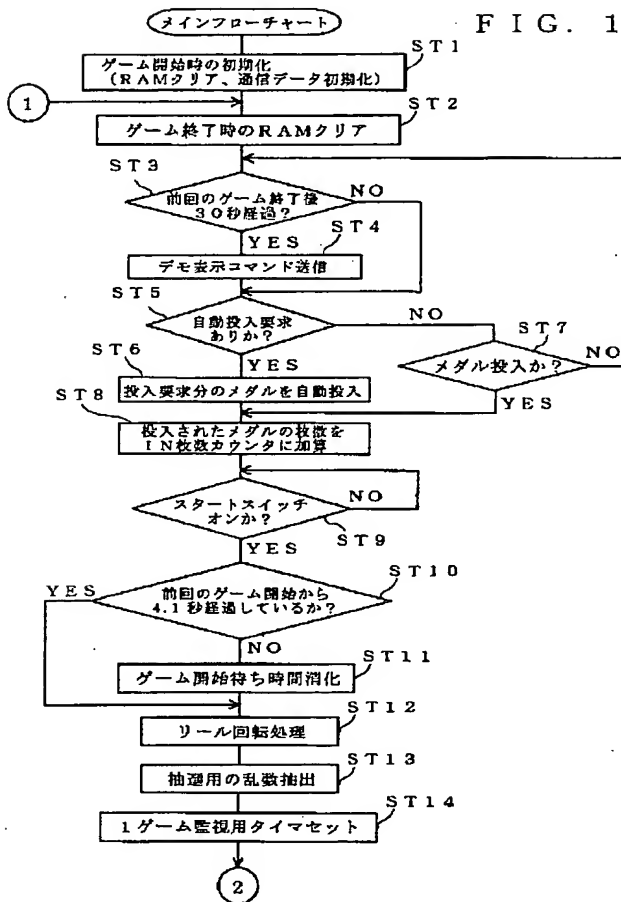 メインフローチャート
FIG. 1
ST1
ゲーム開始時の初期化
(RAMクリア、通信データ初期化)
1
ST2
ゲーム終了時のRAMクリア
ST3
前回のゲーム終了後
30秒経過?
NO
YES
ST4
デモ表示コマンド送信
ST5
自動投入要求
ありか?
NO
YES
ST7
メダル投入か?
NO
YES
ST6
投入要求分のメダルを自動投入
ST8
投入されたメダルの枚数を
IN枚数カウンタに加算
スタートスイッチ
オンか?
NO
ST9
YES
ST10
YES
前回のゲーム開始から
4.1秒経過しているか?
NO
ST11
ゲーム開始待ち時間消化
ST12
リール回転処理
ST13
抽選用の乱数抽出
ST14
1ゲーム監視用タイマセット
2